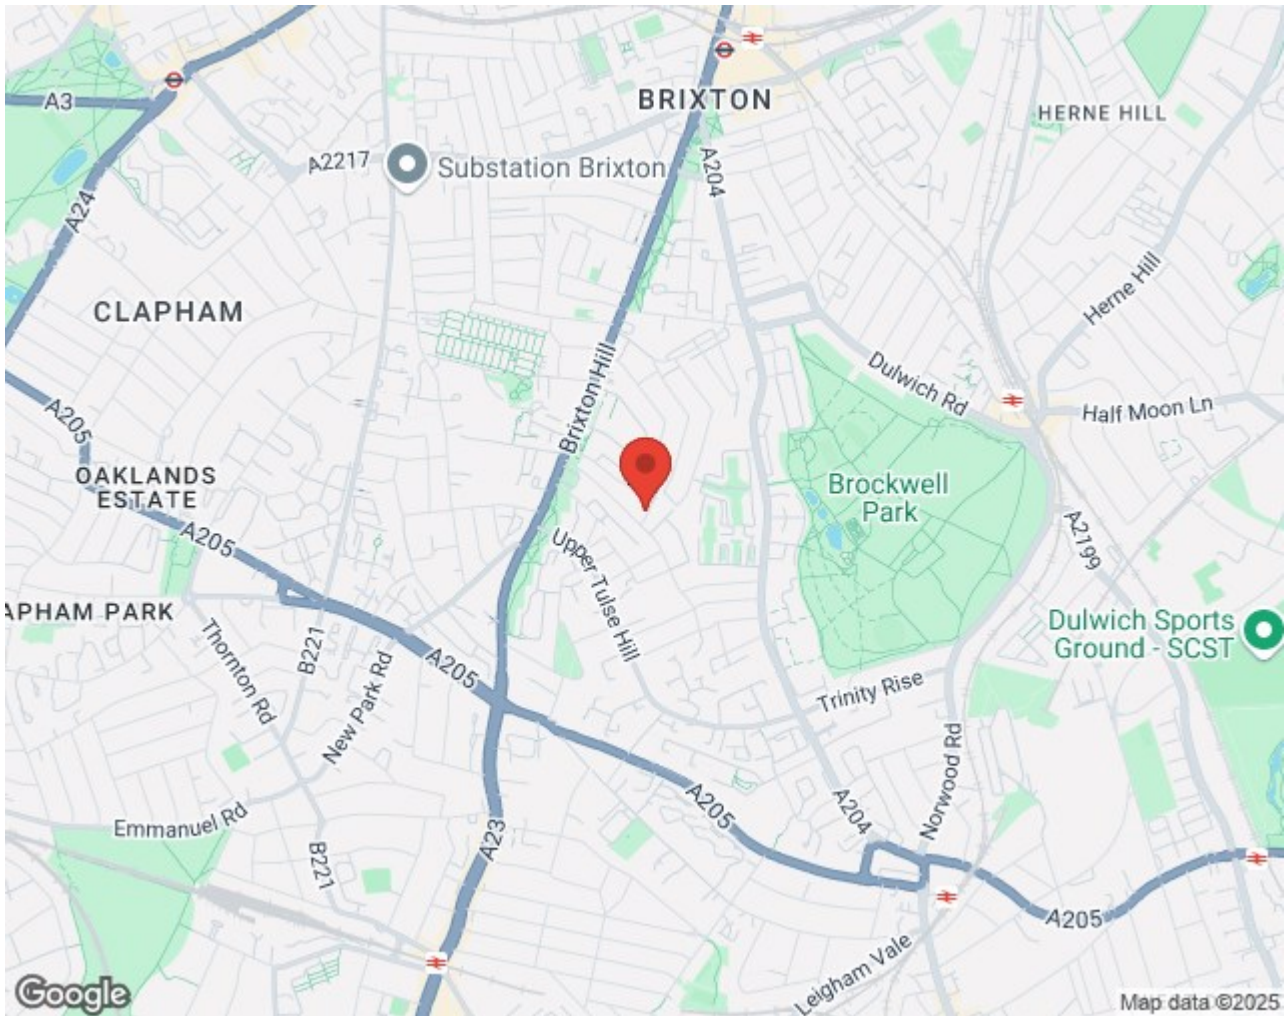 BRIXTON
HERNE HILL
A3
A2217
Substation Brixton
A204
A24
CLAPHAM
Herne Hill
Brixton Hill
Dulwich Rd
Half Moon Ln
A205
OAKLANDS
ESTATE
Brockwell
Park
A205
A2199
Upper Tulse Hill
APHAM PARK
Dulwich Sports
Ground - SCST
Thornton Rd
B221
New Park Rd
A205
Trinity Rise
Norwood Rd
A205
A204
Emmanuel Rd
A23
B221
A205
Leigham Vale
Google
Map data ©2025